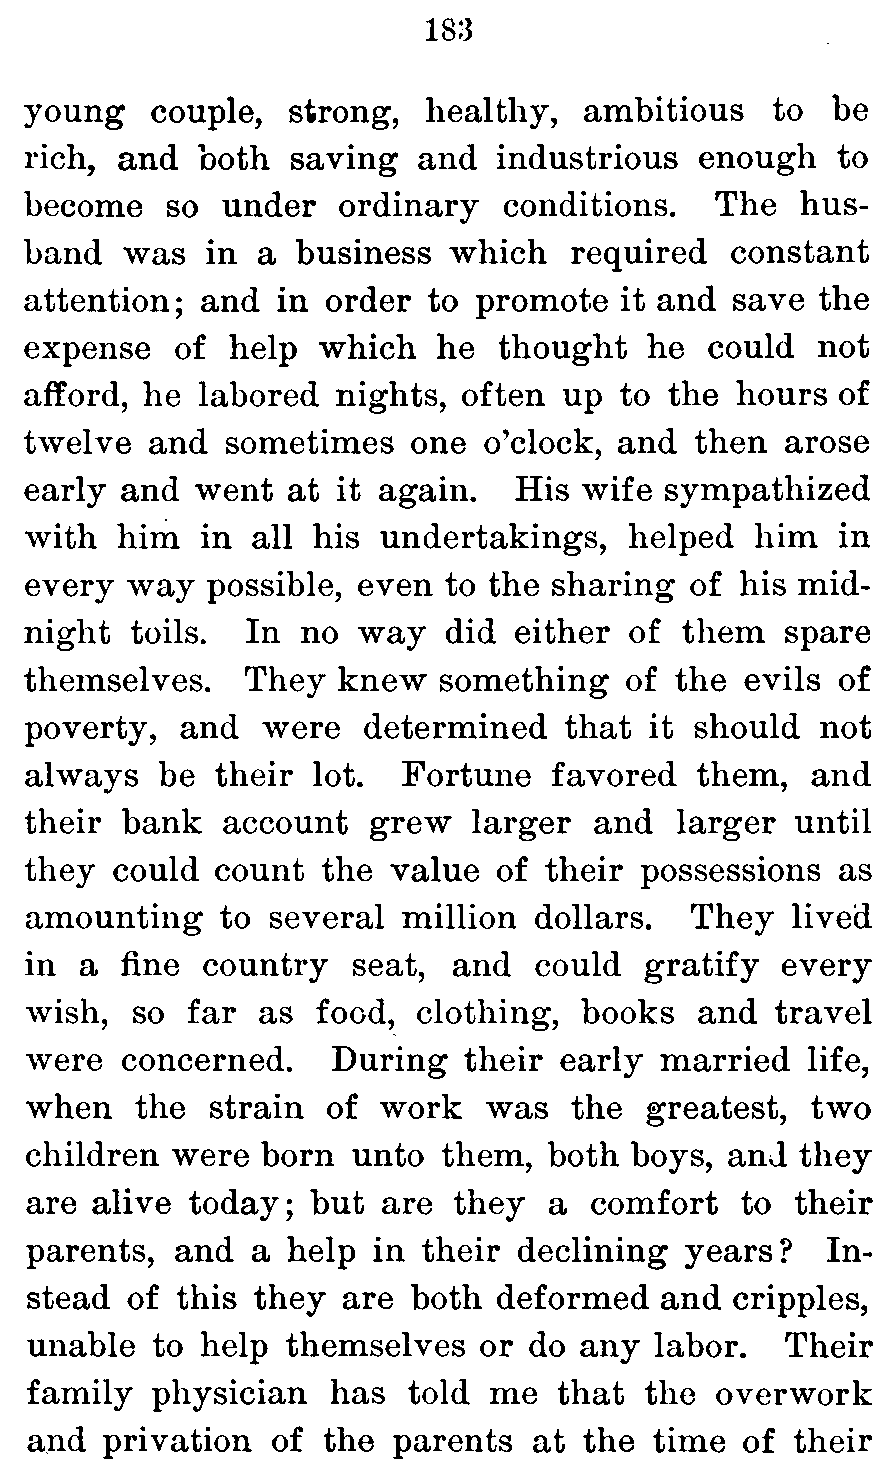 183
young couple, strong, healthy, ambitious to be
rich, and both saving and industrious enough to
become so under ordinary conditions. The hus-
band was in a business which required constant
attention; and in order to promote it and save the
expense of help which he thought he could not
afford, he labored nights, often up to the hours of
twelve and sometimes one o'clock, and then arose
early and went at it again. His wife sympathized
with him in all his undertakings, helped him in
every way possible, even to the sharing of his mid-
night toils. In no way did either of them spare
themselves. They knew something of the evils of
poverty, and were determined that it should not
always be their lot. Fortune favored them, and
their bank account grew larger and larger until
they could count the value of their possessions as
amounting to several million dollars. They lived
in a fine country seat, and could gratify every
wish, so far as food, clothing, books and travel
were concerned. During their early married life,
when the strain of work was the greatest, two
children were born unto them, both boys, and they
are alive today; but are they a comfort to their
parents, and a help in their declining years? In-
stead of this they are both deformed and cripples,
unable to help themselves or do any labor. Their
family physician has told me that the overwork
and privation of the parents at the time of their